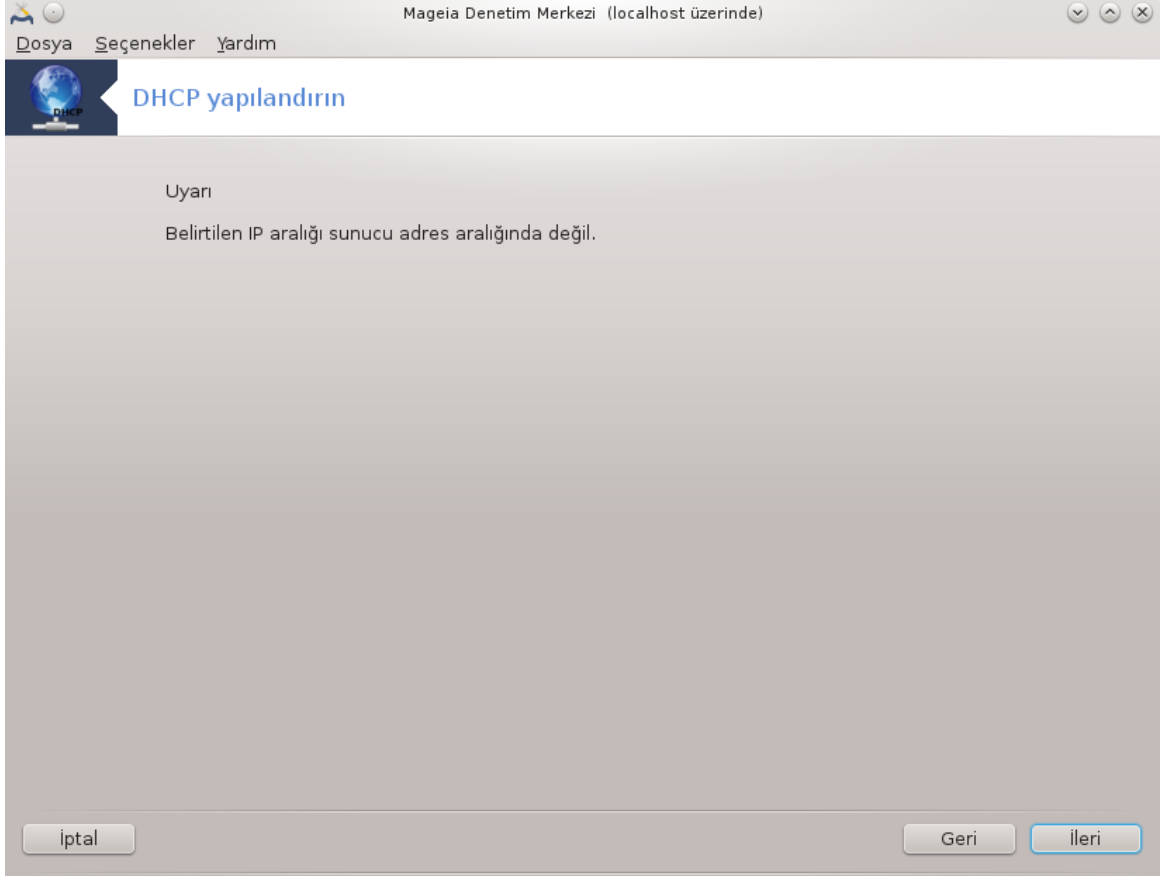 Mageia Denetim Merkezi (localhost üzerinde)
Dosya Seçenekler Yardım
DHCP
DHCP yapılandırın
Uyarı
Belirtilen IP aralığı sunucu adres aralığında değil.
İptal Geri İleri